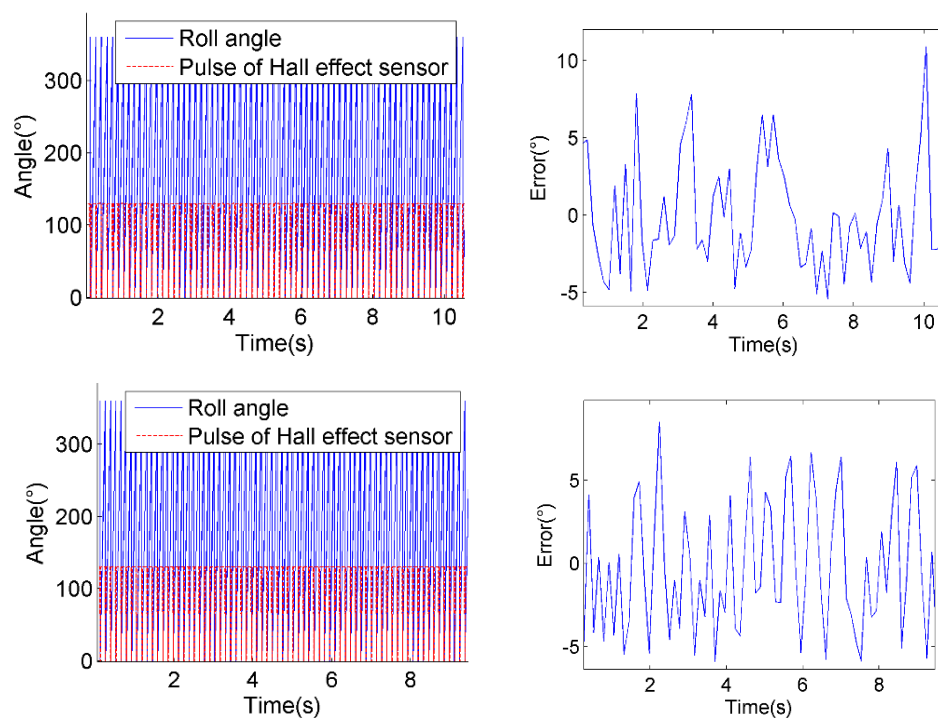 Roll angle
Pulse of Hall effect sensor
Angle(°)
300
200
100
0
2 4 6 8 10
Time(s)
Error(°)
10
5
0
-5
2 4 6 8 10
Time(s)
Roll angle
Pulse of Hall effect sensor
Angle(°)
300
200
100
0
2 4 6 8
Time(s)
Error(°)
5
0
-5
2 4 6 8
Time(s)